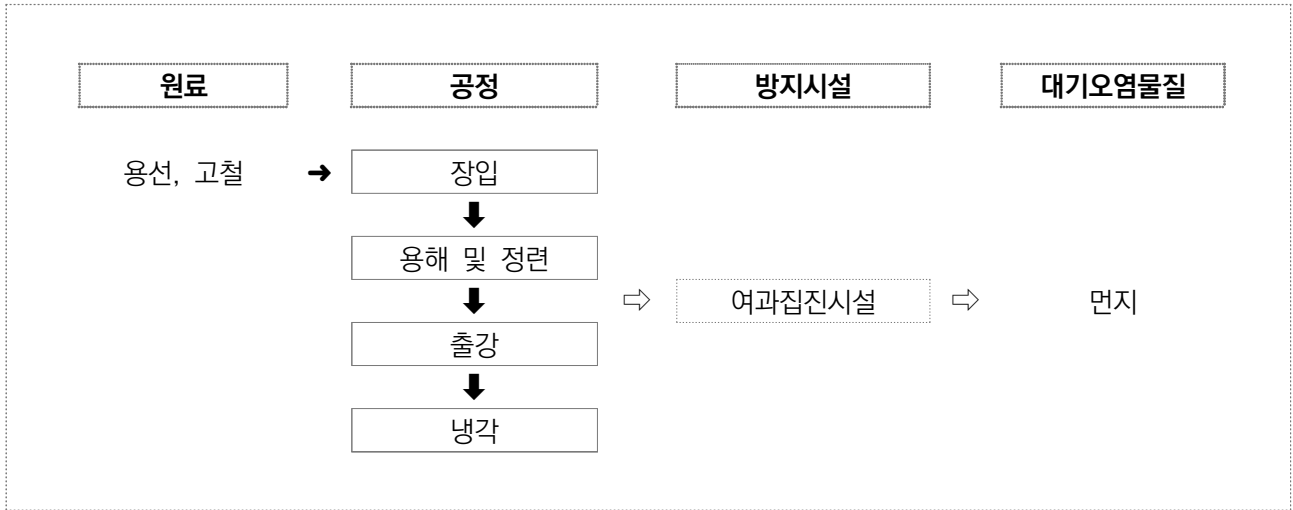 원료 공정 방지시설 대기오염물질
용선, 고철 ➜ 장입
⬇
용해 및 정련
⬇ ⇨ 여과집진시설 ⇨ 먼지
출강
⬇
냉각